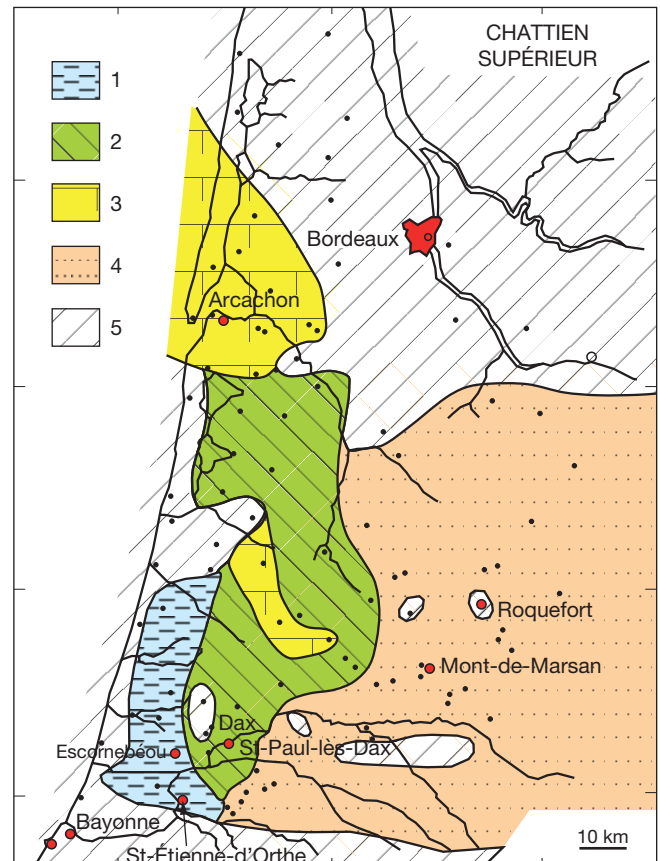 CHATTIEN
SUPÉRIEUR
1
2
3
4
5
Bordeaux
Arcachon
Roquefort
Mont-de-Marsan
Dax
St-Paul-lès-Dax
Escornebéou
Bayonne
St-Étienne-d'Orthe
10 km